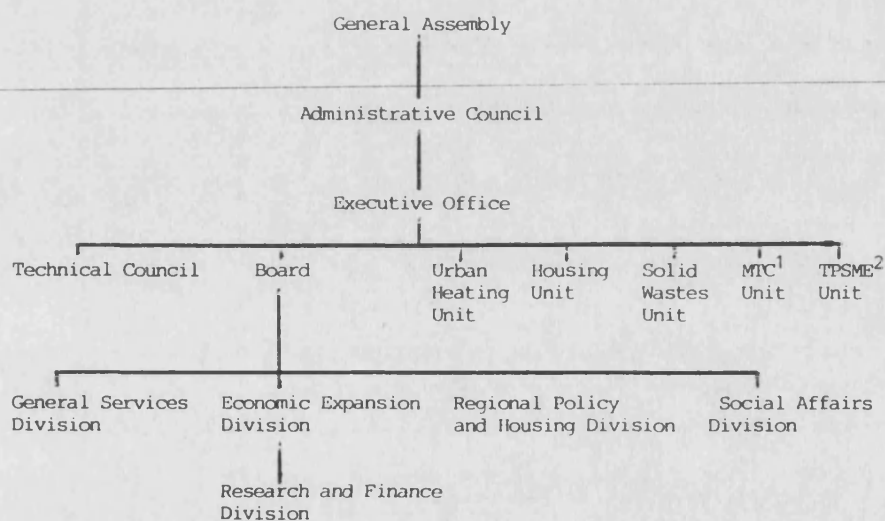 General Assembly
Administrative Council
Executive Office
Technical Council
Board
Urban
Heating
Unit
Housing
Unit
Solid
Wastes
Unit
MTC¹
Unit
TPSME²
Unit
General Services
Division
Economic Expansion
Division
Regional Policy
and Housing Division
Social Affairs
Division
Research and Finance
Division